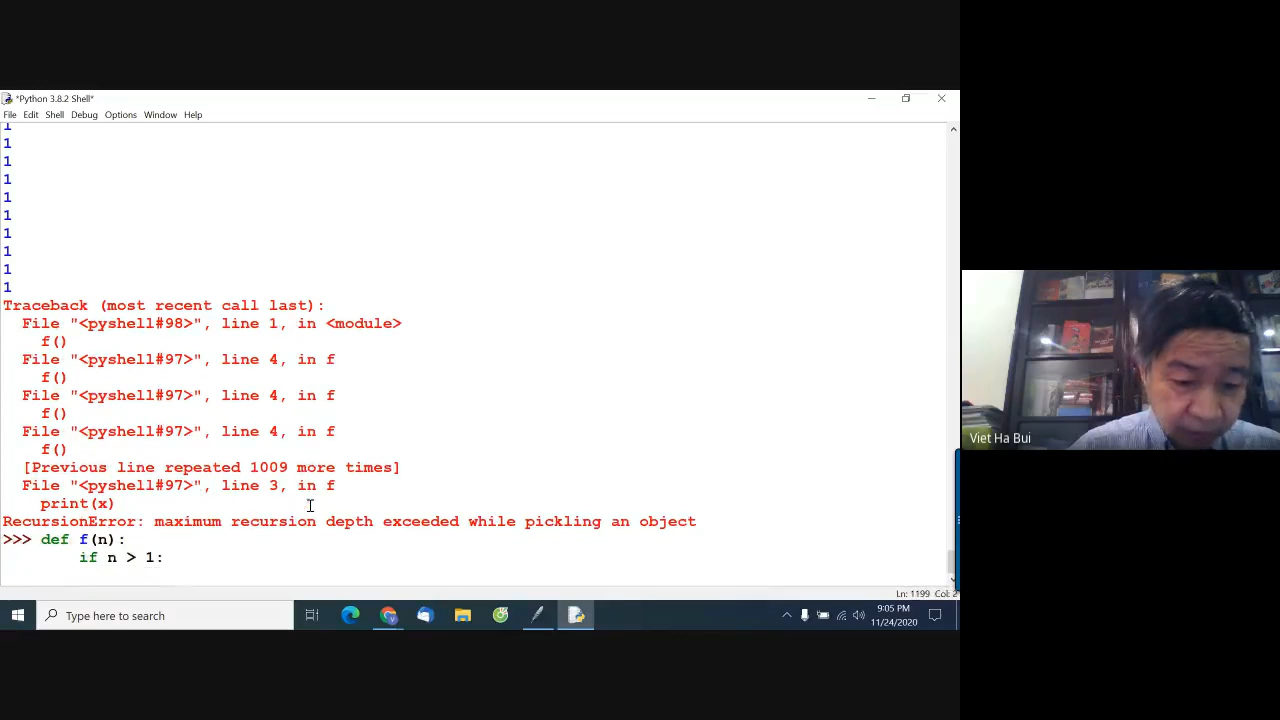 *Python 3.8.2 Shell*
File Edit Shell Debug Options Window Help
1
1
1
1
1
1
1
1
1
1
Traceback (most recent call last):
  File "<pyshell#98>", line 1, in <module>
    f()
  File "<pyshell#97>", line 4, in f
    f()
  File "<pyshell#97>", line 4, in f
    f()
  File "<pyshell#97>", line 4, in f
    f()
  [Previous line repeated 1009 more times]
  File "<pyshell#97>", line 3, in f
    print(x)
RecursionError: maximum recursion depth exceeded while pickling an object
>>> def f(n):
        if n > 1:
Ln: 1199 Col: 2
Viet Ha Bui
Type here to search
9:05 PM
11/24/2020